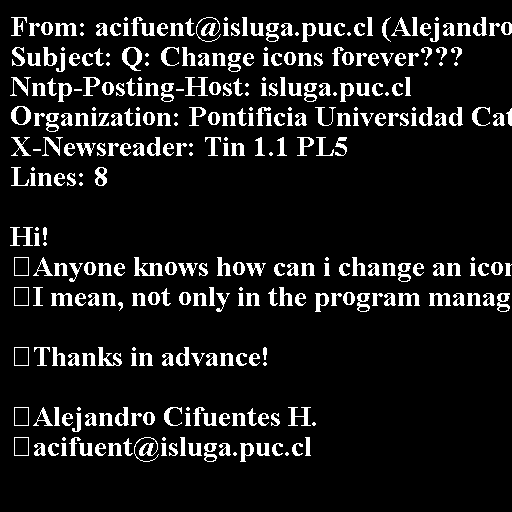 From: acifuent@isluga.puc.cl (Alejandro
Subject: Q: Change icons forever???
Nntp-Posting-Host: isluga.puc.cl
Organization: Pontificia Universidad Cat
X-Newsreader: Tin 1.1 PL5
Lines: 8

Hi!
Anyone knows how can i change an icon
I mean, not only in the program manag

Thanks in advance!

Alejandro Cifuentes H.
acifuent@isluga.puc.cl